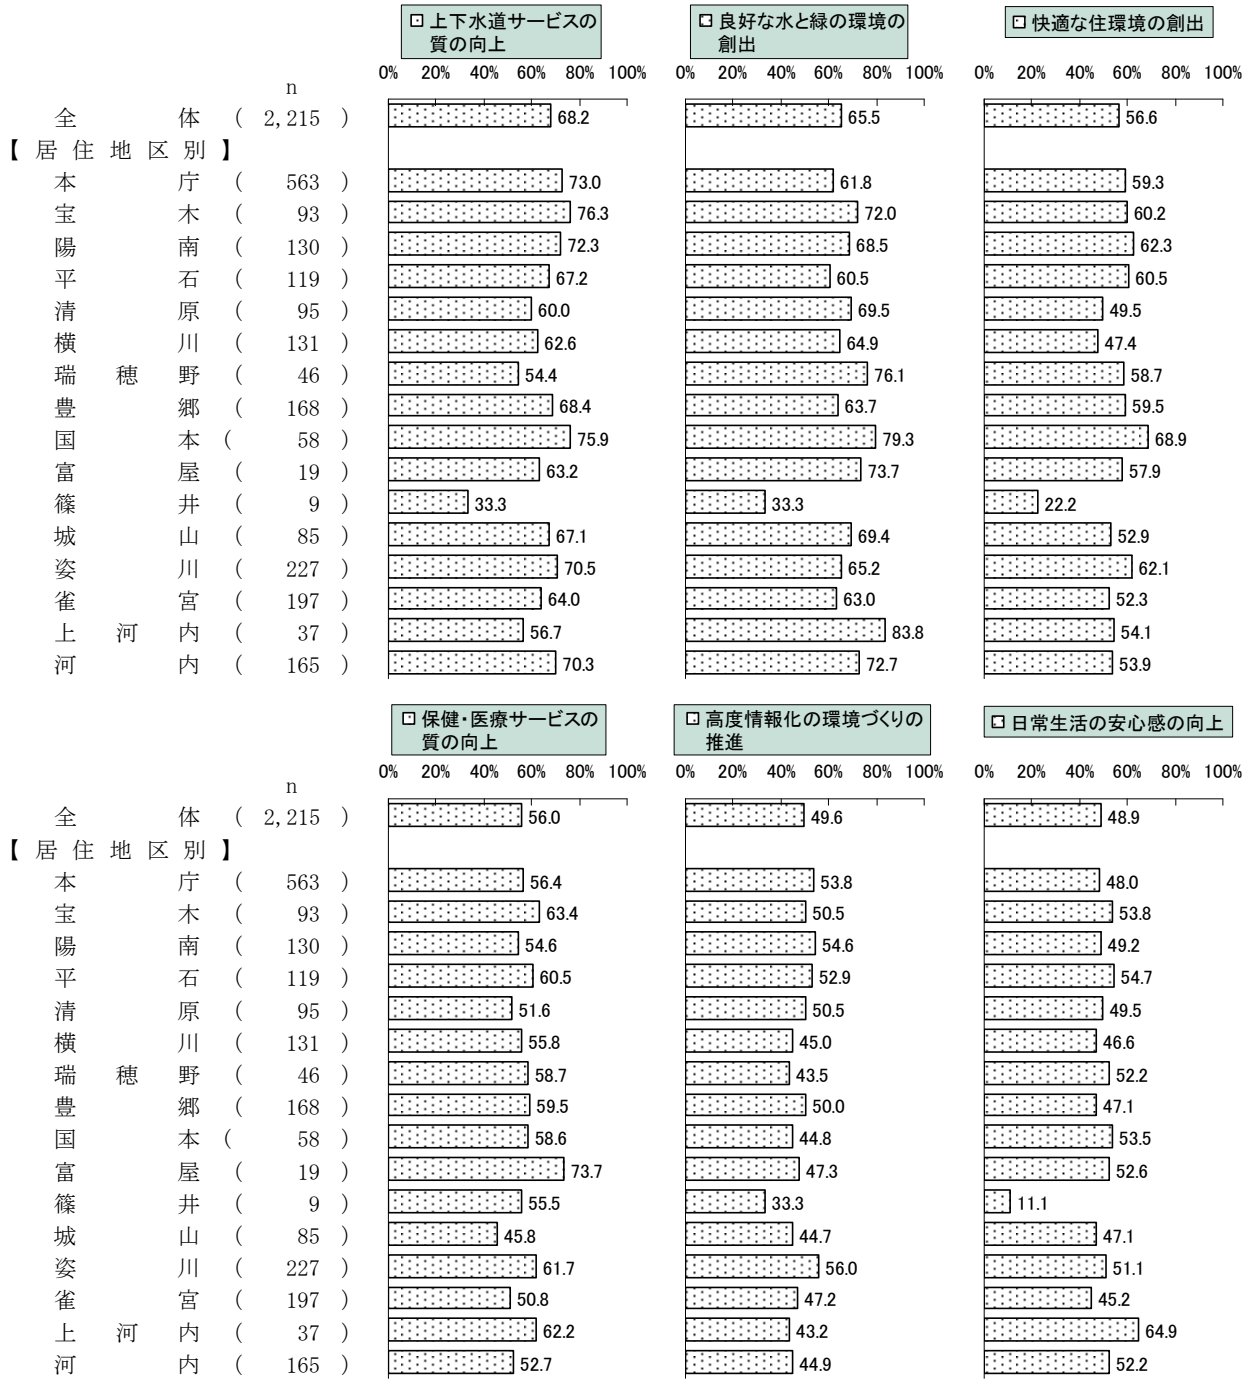 上下水道サービスの
質の向上
良好な水と緑の環境の
創出
快適な住環境の創出
0% 20% 40% 60% 80% 100% 0% 20% 40% 60% 80% 100% 0% 20% 40% 60% 80% 100%
n
全体 ( 2,215 ) 68.2 65.5 56.6
【居住地区別】
本庁 ( 563 ) 73.0 61.8 59.3
宝木 ( 93 ) 76.3 72.0 60.2
陽南 ( 130 ) 72.3 68.5 62.3
平石 ( 119 ) 67.2 60.5 60.5
清原 ( 95 ) 60.0 69.5 49.5
横川 ( 131 ) 62.6 64.9 47.4
瑞穂野 ( 46 ) 54.4 76.1 58.7
豊郷 ( 168 ) 68.4 63.7 59.5
国本 ( 58 ) 75.9 79.3 68.9
富屋 ( 19 ) 63.2 73.7 57.9
篠井 ( 9 ) 33.3 33.3 22.2
城山 ( 85 ) 67.1 69.4 52.9
姿川 ( 227 ) 70.5 65.2 62.1
雀宮 ( 197 ) 64.0 63.0 52.3
上河内 ( 37 ) 56.7 83.8 54.1
河内 ( 165 ) 70.3 72.7 53.9
保健・医療サービスの
質の向上
高度情報化の環境づくりの
推進
日常生活の安心感の向上
0% 20% 40% 60% 80% 100% 0% 20% 40% 60% 80% 100% 0% 20% 40% 60% 80% 100%
n
全体 ( 2,215 ) 56.0 49.6 48.9
【居住地区別】
本庁 ( 563 ) 56.4 53.8 48.0
宝木 ( 93 ) 63.4 50.5 53.8
陽南 ( 130 ) 54.6 54.6 49.2
平石 ( 119 ) 60.5 52.9 54.7
清原 ( 95 ) 51.6 50.5 49.5
横川 ( 131 ) 55.8 45.0 46.6
瑞穂野 ( 46 ) 58.7 43.5 52.2
豊郷 ( 168 ) 59.5 50.0 47.1
国本 ( 58 ) 58.6 44.8 53.5
富屋 ( 19 ) 73.7 47.3 52.6
篠井 ( 9 ) 55.5 33.3 11.1
城山 ( 85 ) 45.8 44.7 47.1
姿川 ( 227 ) 61.7 56.0 51.1
雀宮 ( 197 ) 50.8 47.2 45.2
上河内 ( 37 ) 62.2 43.2 64.9
河内 ( 165 ) 52.7 44.9 52.2